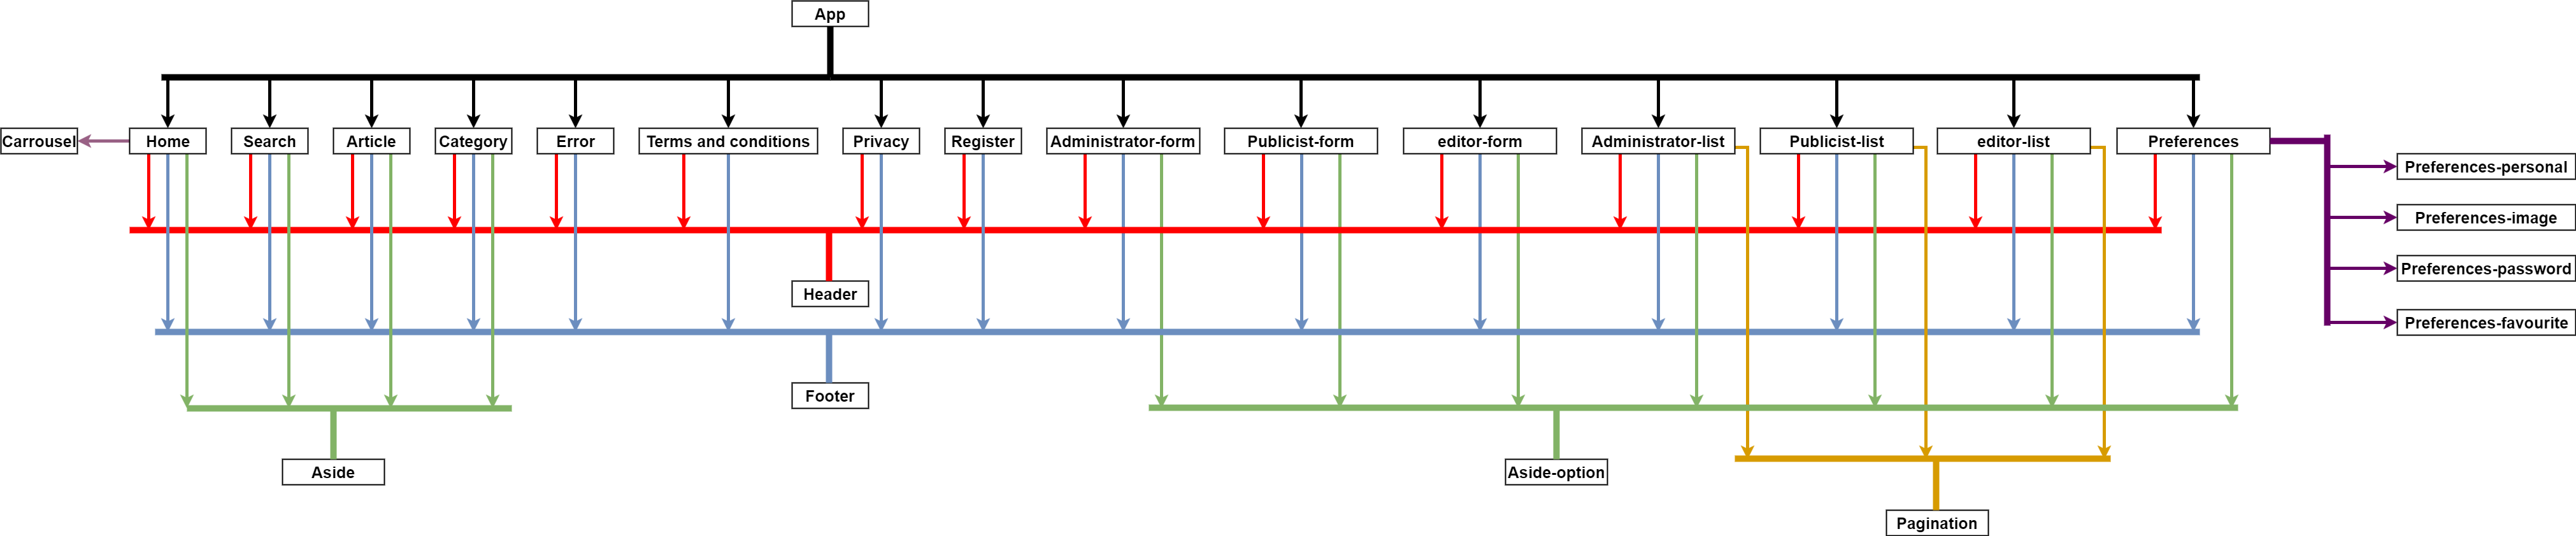 App
Carrousel
Home
Search
Article
Category
Error
Terms and conditions
Privacy
Register
Administrator-form
Publicist-form
editor-form
Administrator-list
Publicist-list
editor-list
Preferences
Preferences-personal
Preferences-image
Preferences-password
Preferences-favourite
Header
Footer
Aside
Aside-option
Pagination